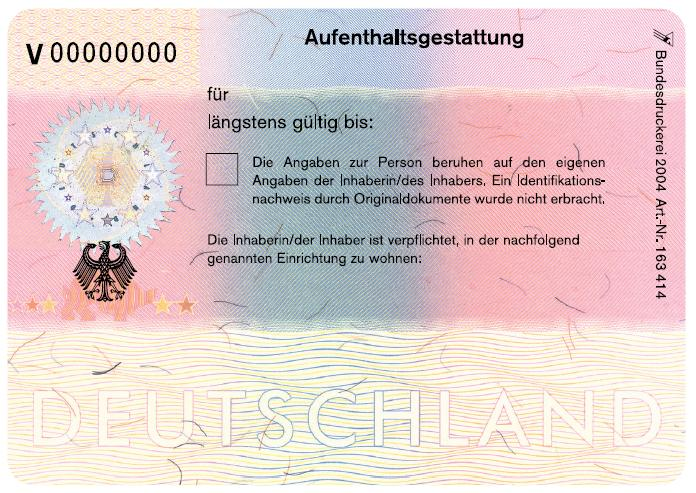 V 00000000
Aufenthaltsgestattung
für
längstens gültig bis:
Die Angaben zur Person beruhen auf den eigenen
Angaben der Inhaberin/des Inhabers. Ein Identifikations-
nachweis durch Originaldokumente wurde nicht erbracht.
Die Inhaberin/der Inhaber ist verpflichtet, in der nachfolgend
genannten Einrichtung zu wohnen:
Bundesdruckerei 2004 Art.-Nr. 163 414
DEUTSCHLAND